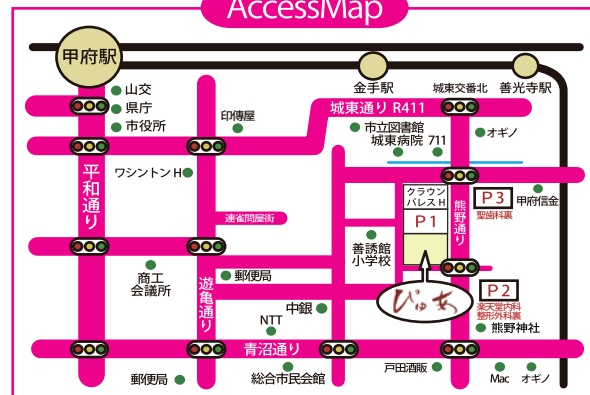 AccessMap
甲府駅
金手駅
城東交番北
善光寺駅
山交
県庁
市役所
印傳屋
城東通り R411
市立図書館
城東病院 711
オギノ
ワシントンH
平和通り
クラウン
パレスH
P1
熊野通り
P3
聖歯科裏
甲府信金
連雀問屋街
善誘館
小学校
商工
会議所
遊亀通り
郵便局
中銀
NTT
ぴゅあ
P2
楽天堂内科
整形外科裏
熊野神社
青沼通り
郵便局
総合市民会館
戸田酒販
Mac
オギノ